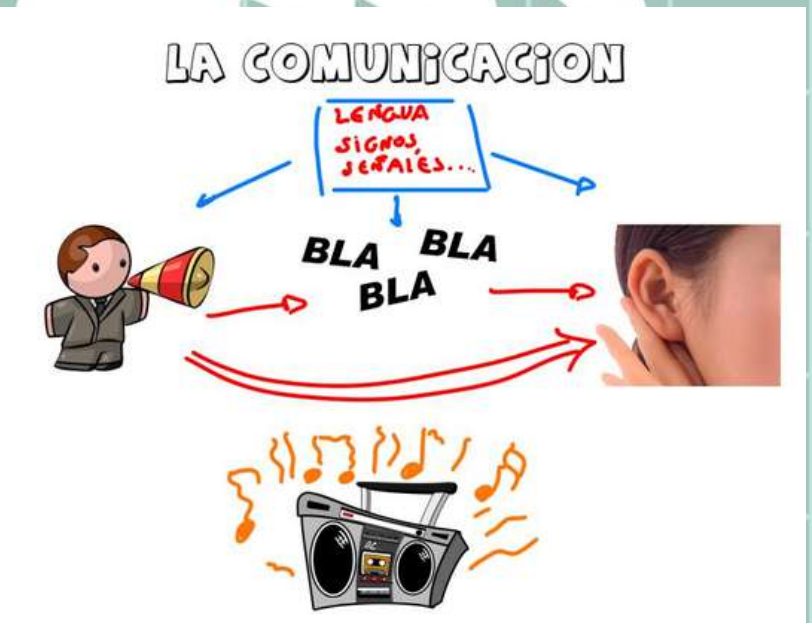 LA COMUNiCACiON
LENGUA
SiGNOS,
SEÑALES...
BLA BLA
BLA